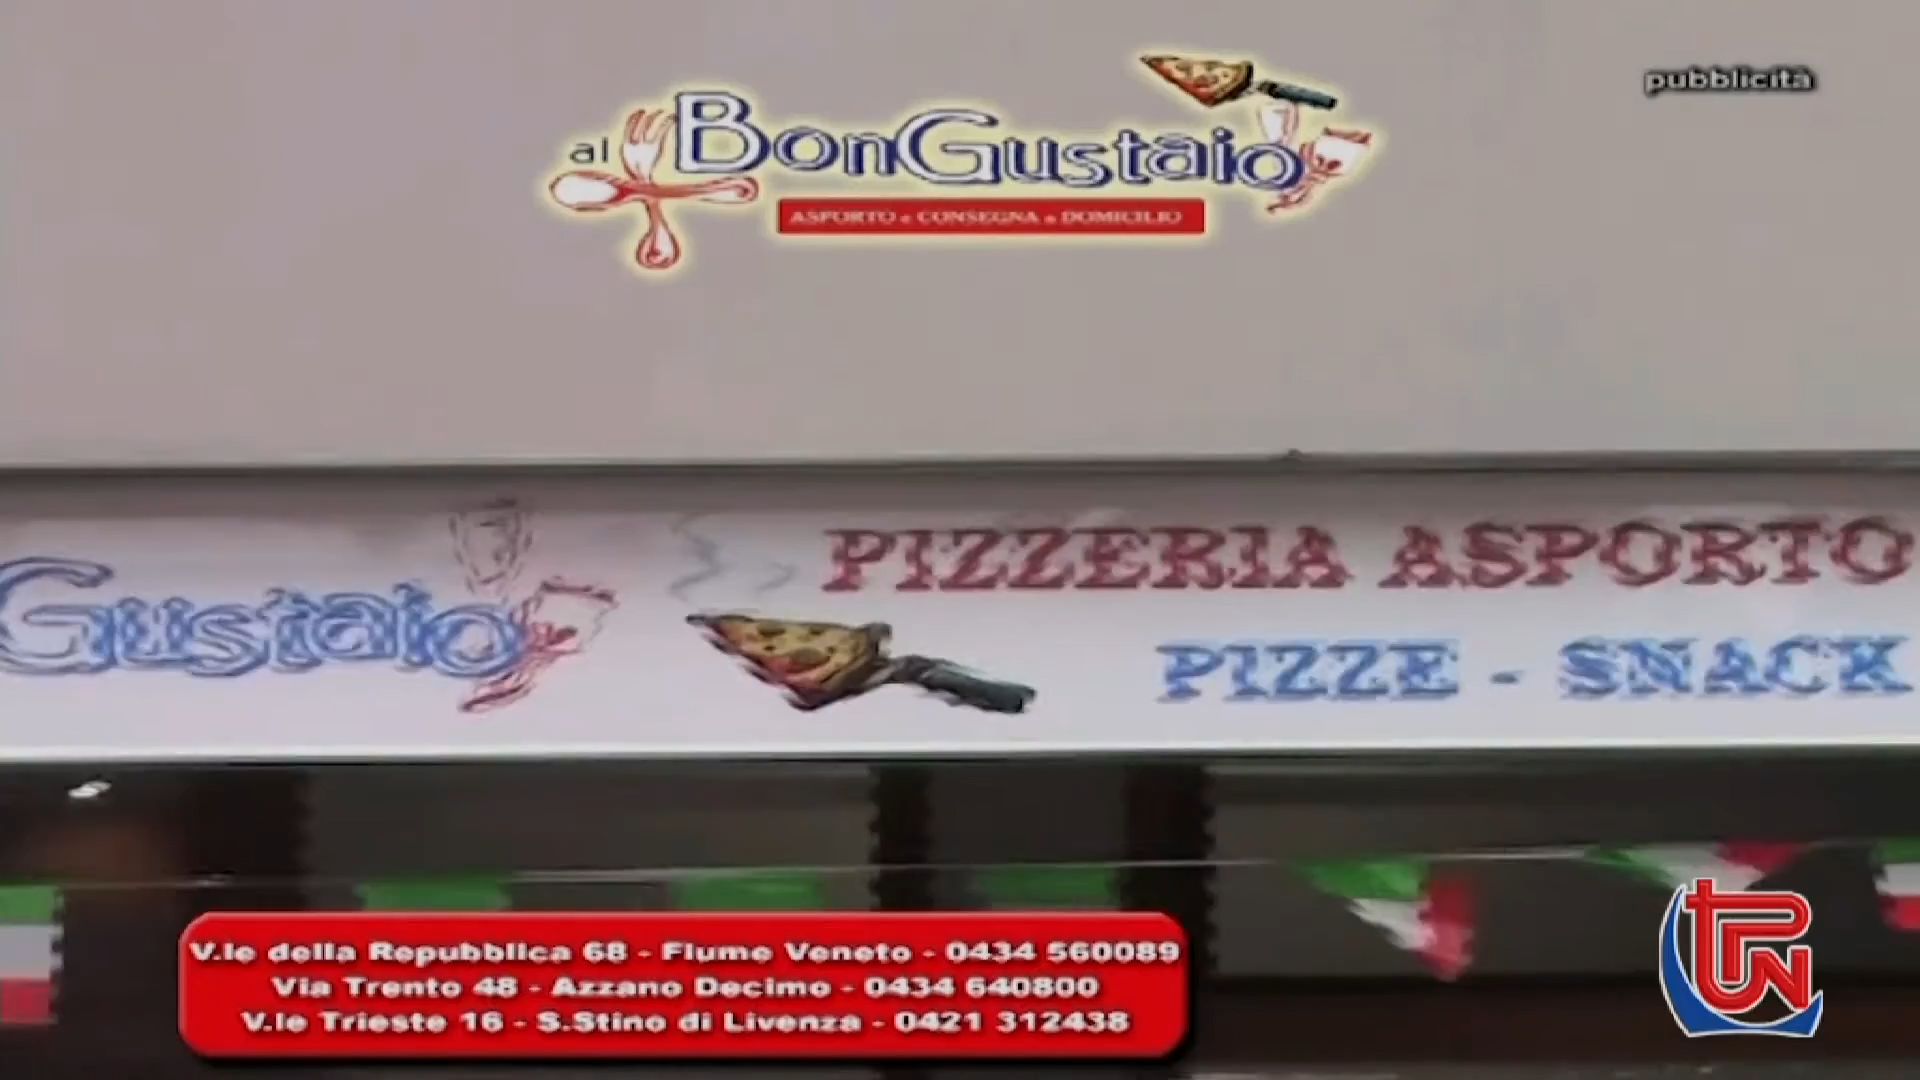 pubblicità
al BonGustaio
ASPORTO e CONSEGNA a DOMICILIO
Gustaio
PIZZERIA ASPORTO
PIZZE - SNACK
V.le della Repubblica 68 - Fiume Veneto - 0434 560089
Via Trento 48 - Azzano Decimo - 0434 640800
V.le Trieste 16 - S.Stino di Livenza - 0421 312438
TPN